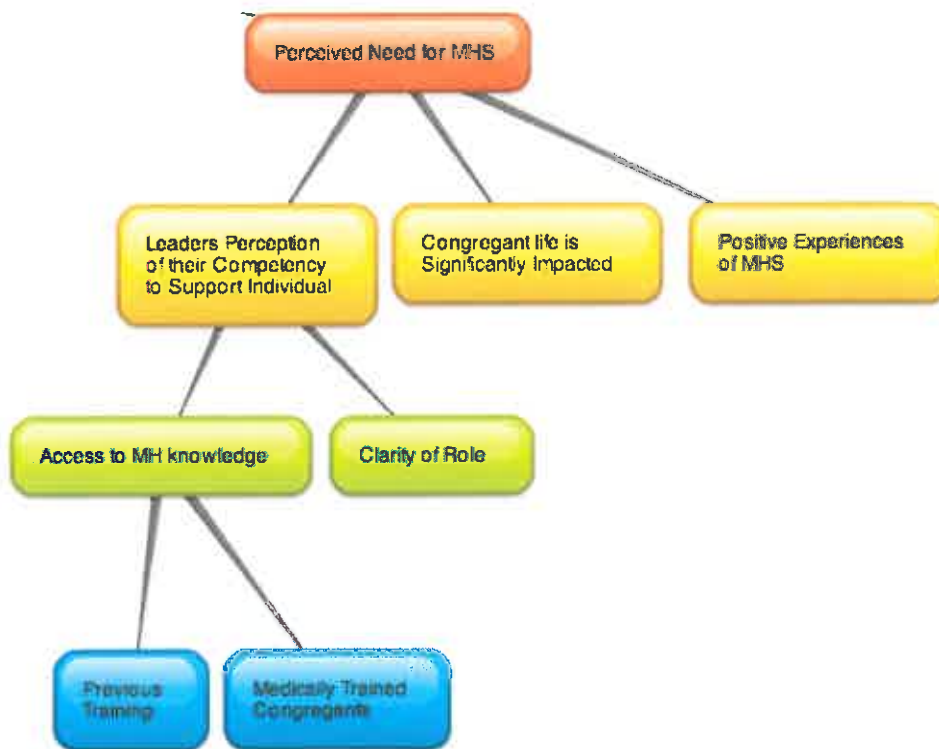 Perceived Need for MHS
Leaders Perception
of their Competency
to Support Individual
Congregant life is
Significantly Impacted
Positive Experiences
of MHS
Access to MH knowledge
Clarity of Role
Previous
Training
Medically Trained
Congregants